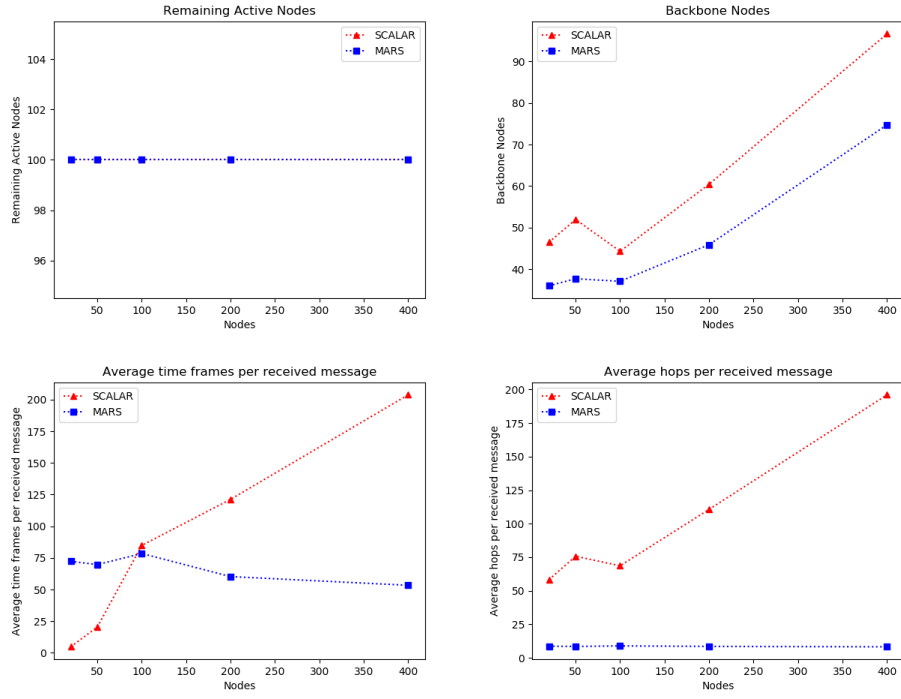 Remaining Active Nodes
Remaining Active Nodes
104
102
100
98
96
SCALAR
MARS
50 100 150 200 250 300 350 400
Nodes
Backbone Nodes
Backbone Nodes
90
80
70
60
50
40
SCALAR
MARS
50 100 150 200 250 300 350 400
Nodes
Average time frames per received message
Average time frames per received message
200
175
150
125
100
75
50
25
0
SCALAR
MARS
50 100 150 200 250 300 350 400
Nodes
Average hops per received message
Average hops per received message
200
175
150
125
100
75
50
25
0
SCALAR
MARS
50 100 150 200 250 300 350 400
Nodes